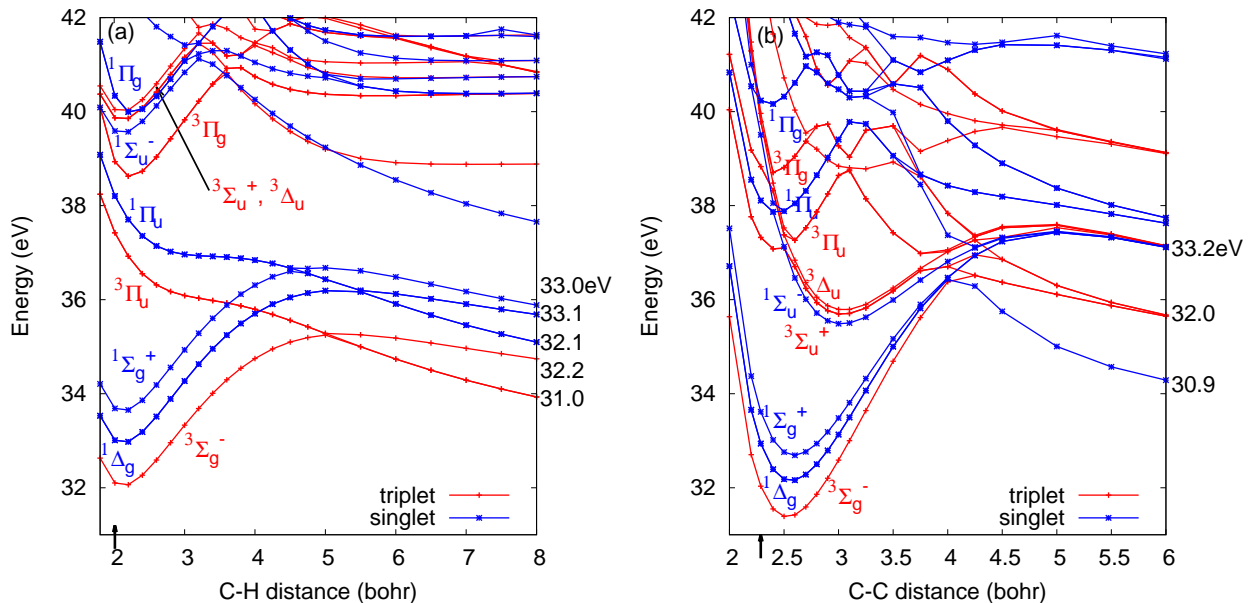 (a)
42
40
38
36
34
32
Energy (eV)
¹Πg
¹Σu⁻
³Πg
³Σu⁺, ³Δu
¹Πu
³Πu
¹Σg⁺
¹Δg
³Σg⁻
33.0eV
33.1
32.1
32.2
31.0
triplet
singlet
2 3 4 5 6 7 8
C-H distance (bohr)
(b)
42
40
38
36
34
32
Energy (eV)
¹Πg
³Πg
¹Πu
³Πu
³Δu
¹Σu⁻
³Σu⁺
¹Σg⁺
¹Δg
³Σg⁻
33.2eV
32.0
30.9
triplet
singlet
2 2.5 3 3.5 4 4.5 5 5.5 6
C-C distance (bohr)